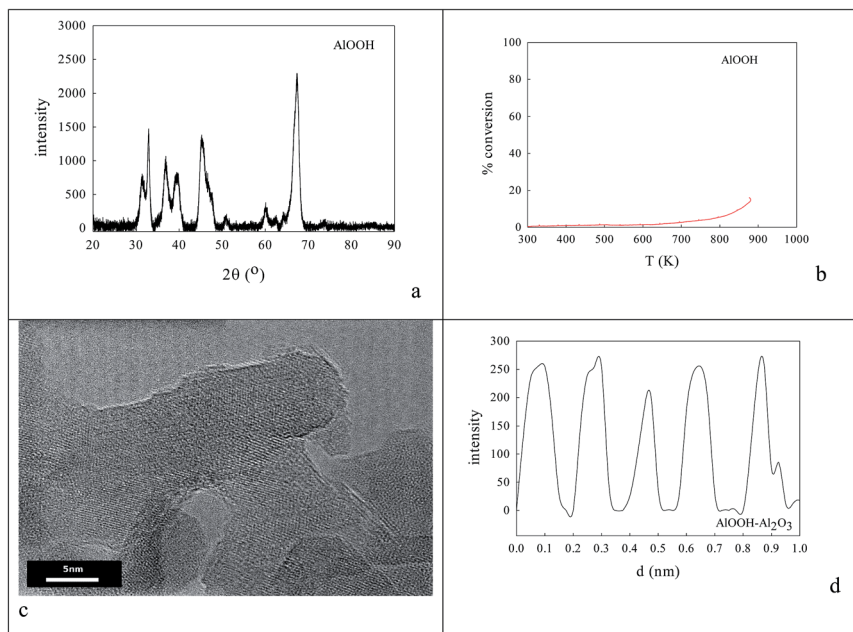 3000
AlOOH
2500
2000
1500
1000
500
0
intensity
20 30 40 50 60 70 80 90
2θ (º)
a
100
AlOOH
80
60
40
20
0
% conversion
300 400 500 600 700 800 900 1000
T (K)
b
5nm
c
300
250
200
150
100
50
0
intensity
AlOOH-Al₂O₃
0.0 0.1 0.2 0.3 0.4 0.5 0.6 0.7 0.8 0.9 1.0
d (nm)
d